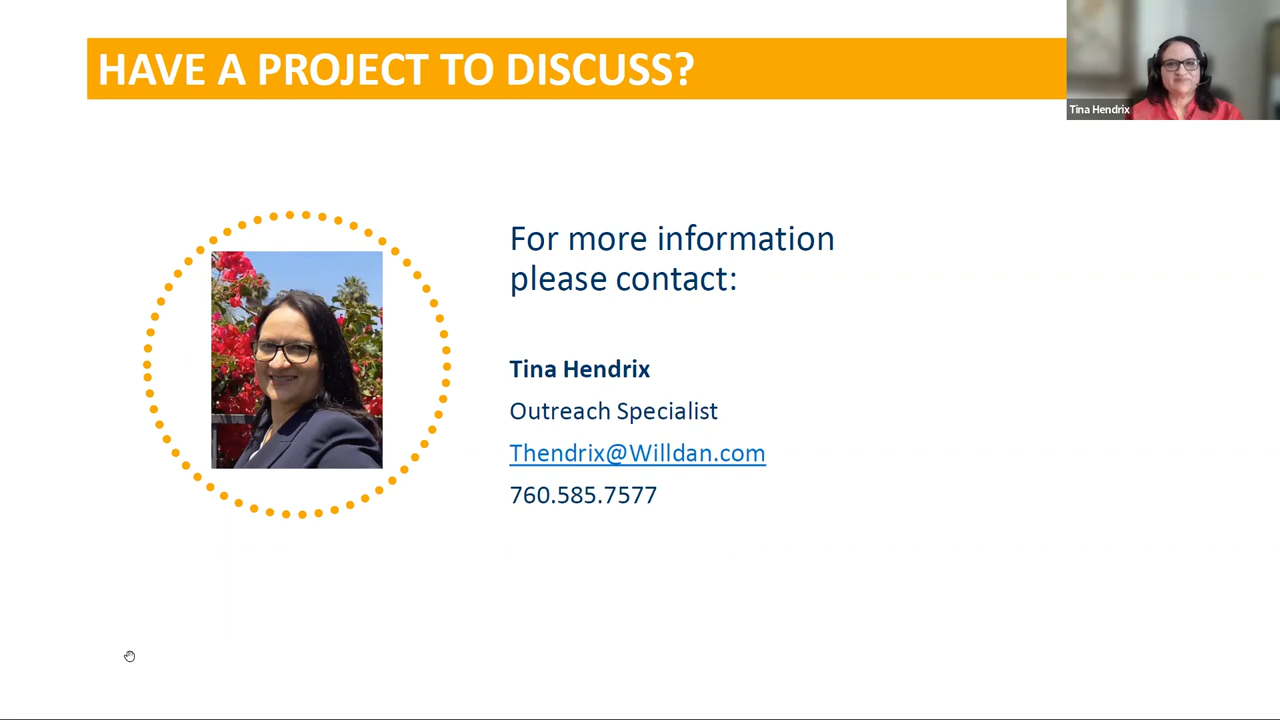 HAVE A PROJECT TO DISCUSS?
Tina Hendrix
For more information
please contact:
Tina Hendrix
Outreach Specialist
Thendrix@Willdan.com
760.585.7577